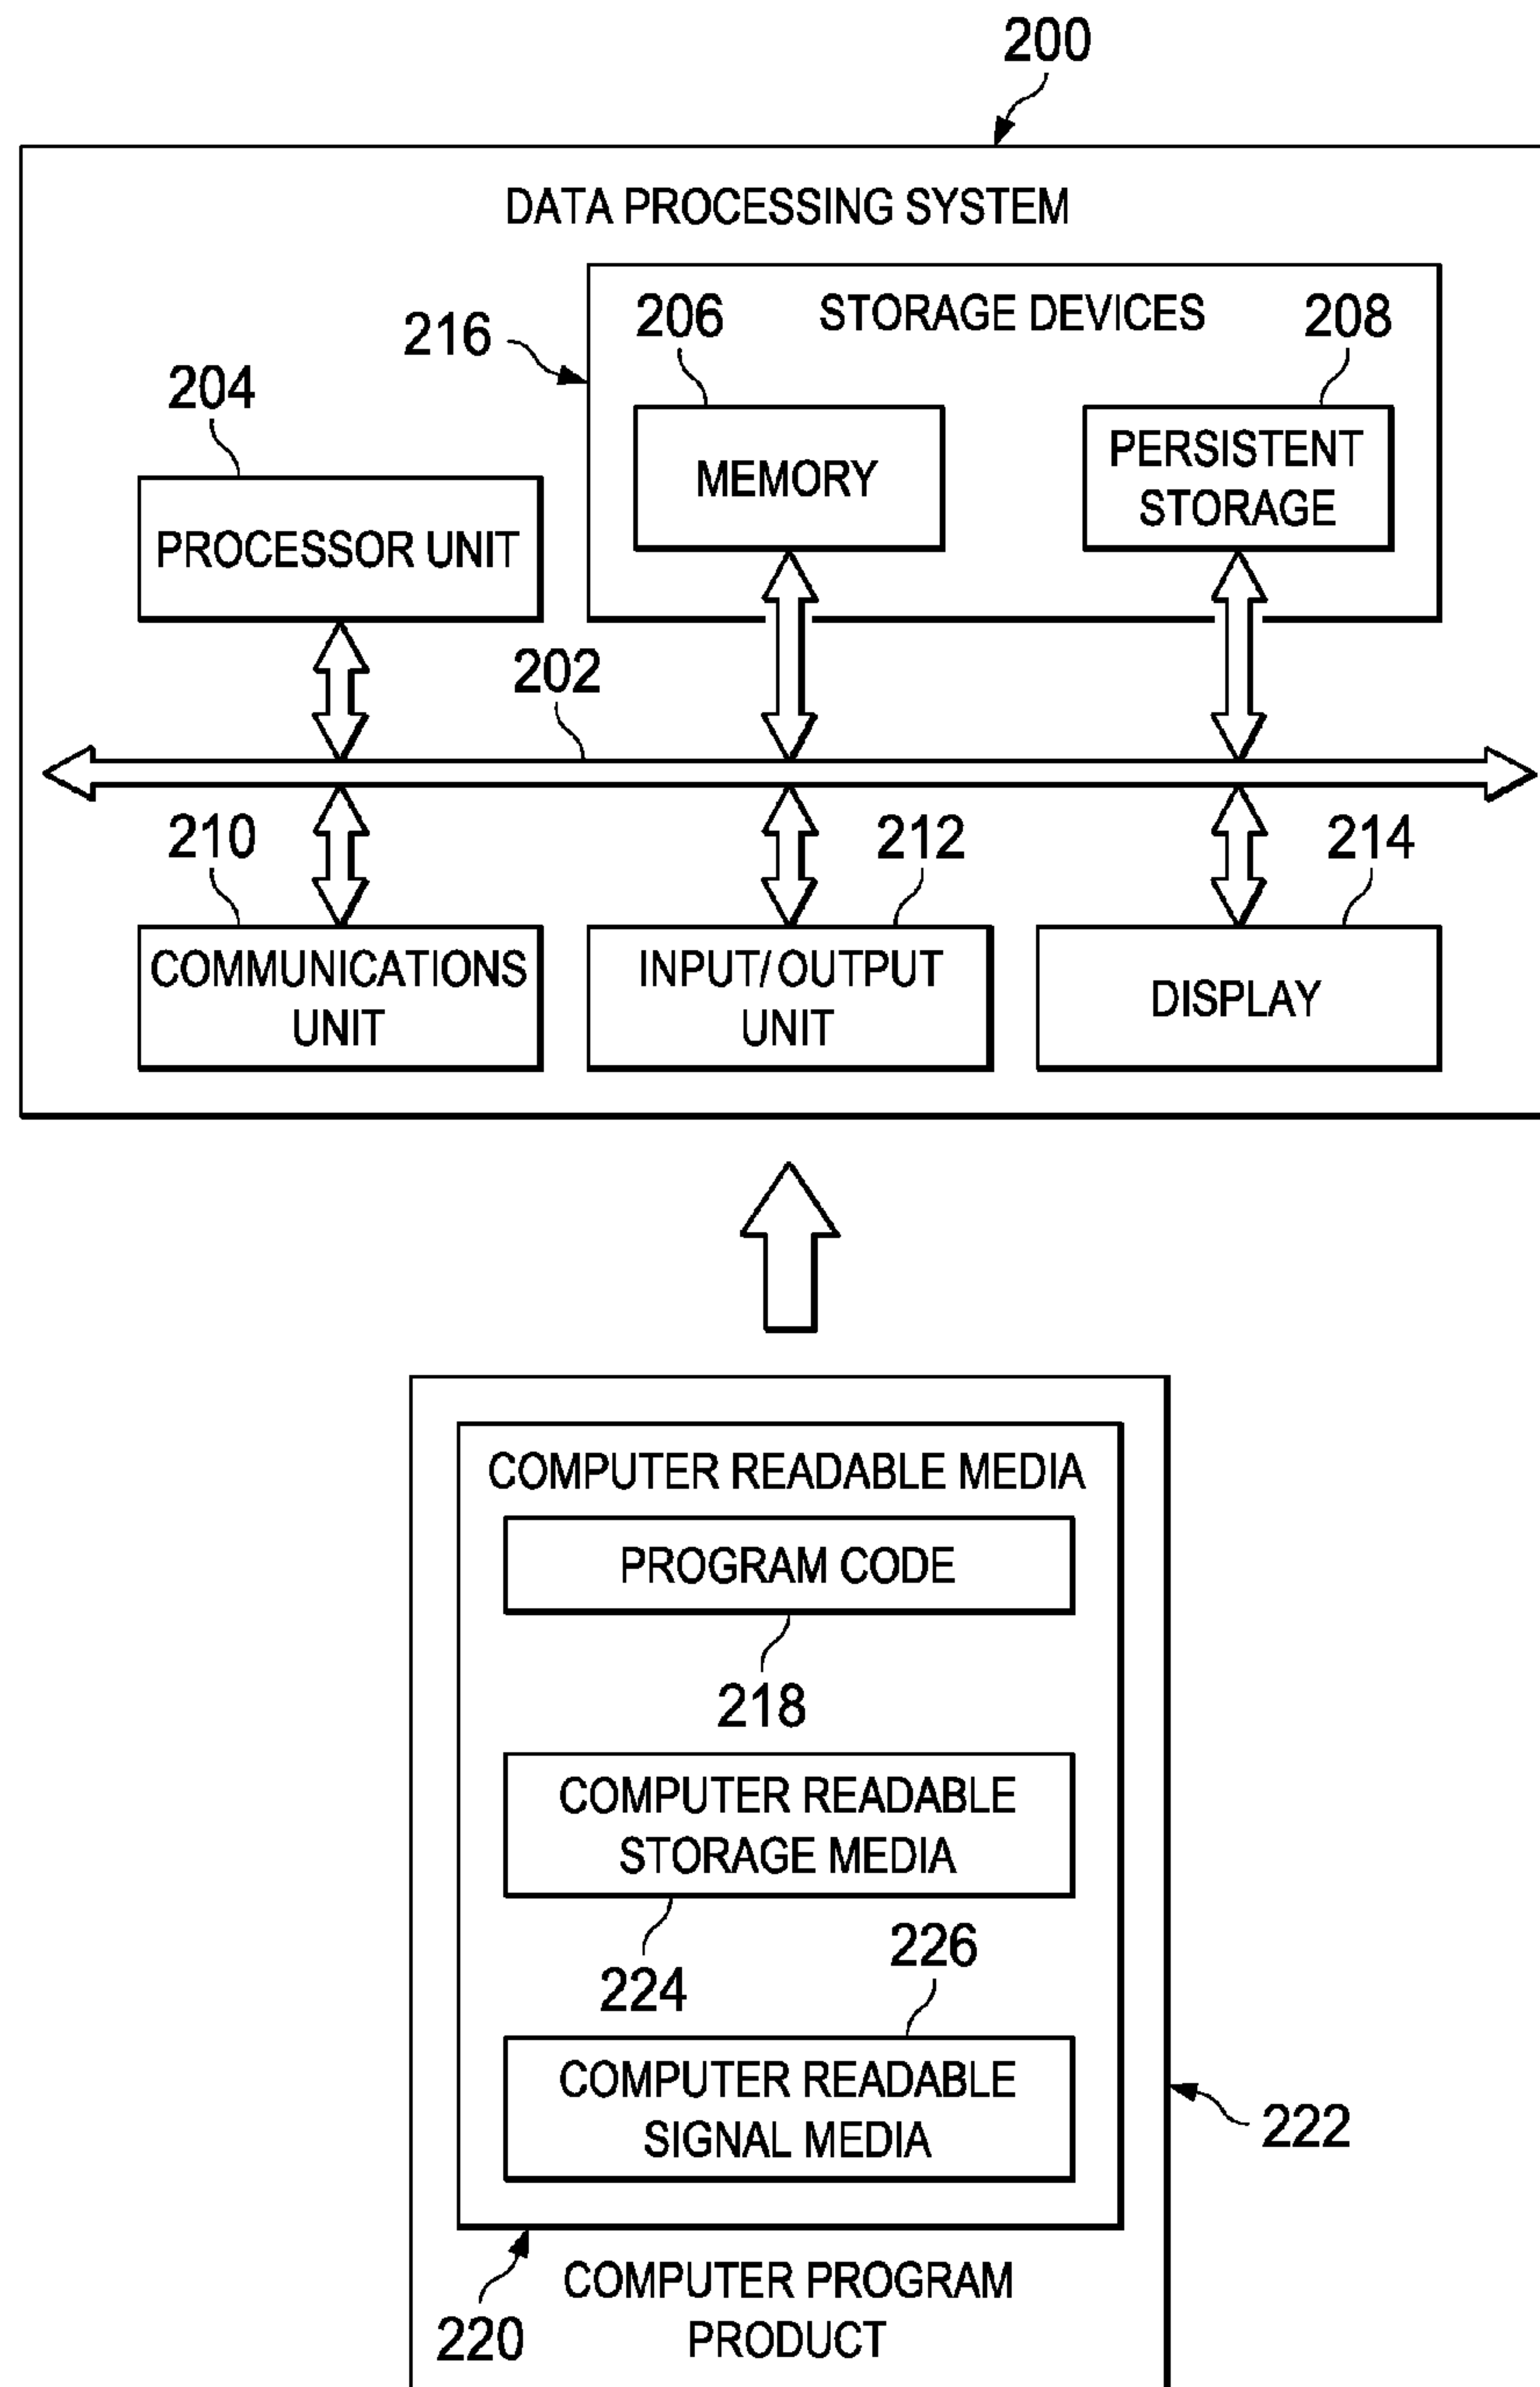 200
DATA PROCESSING SYSTEM
216
206
STORAGE DEVICES
208
204
MEMORY
PERSISTENT
STORAGE
PROCESSOR UNIT
202
210
212
214
COMMUNICATIONS
UNIT
INPUT/OUTPUT
UNIT
DISPLAY
COMPUTER READABLE MEDIA
PROGRAM CODE
218
COMPUTER READABLE
STORAGE MEDIA
224
226
COMPUTER READABLE
SIGNAL MEDIA
222
220
COMPUTER PROGRAM
PRODUCT